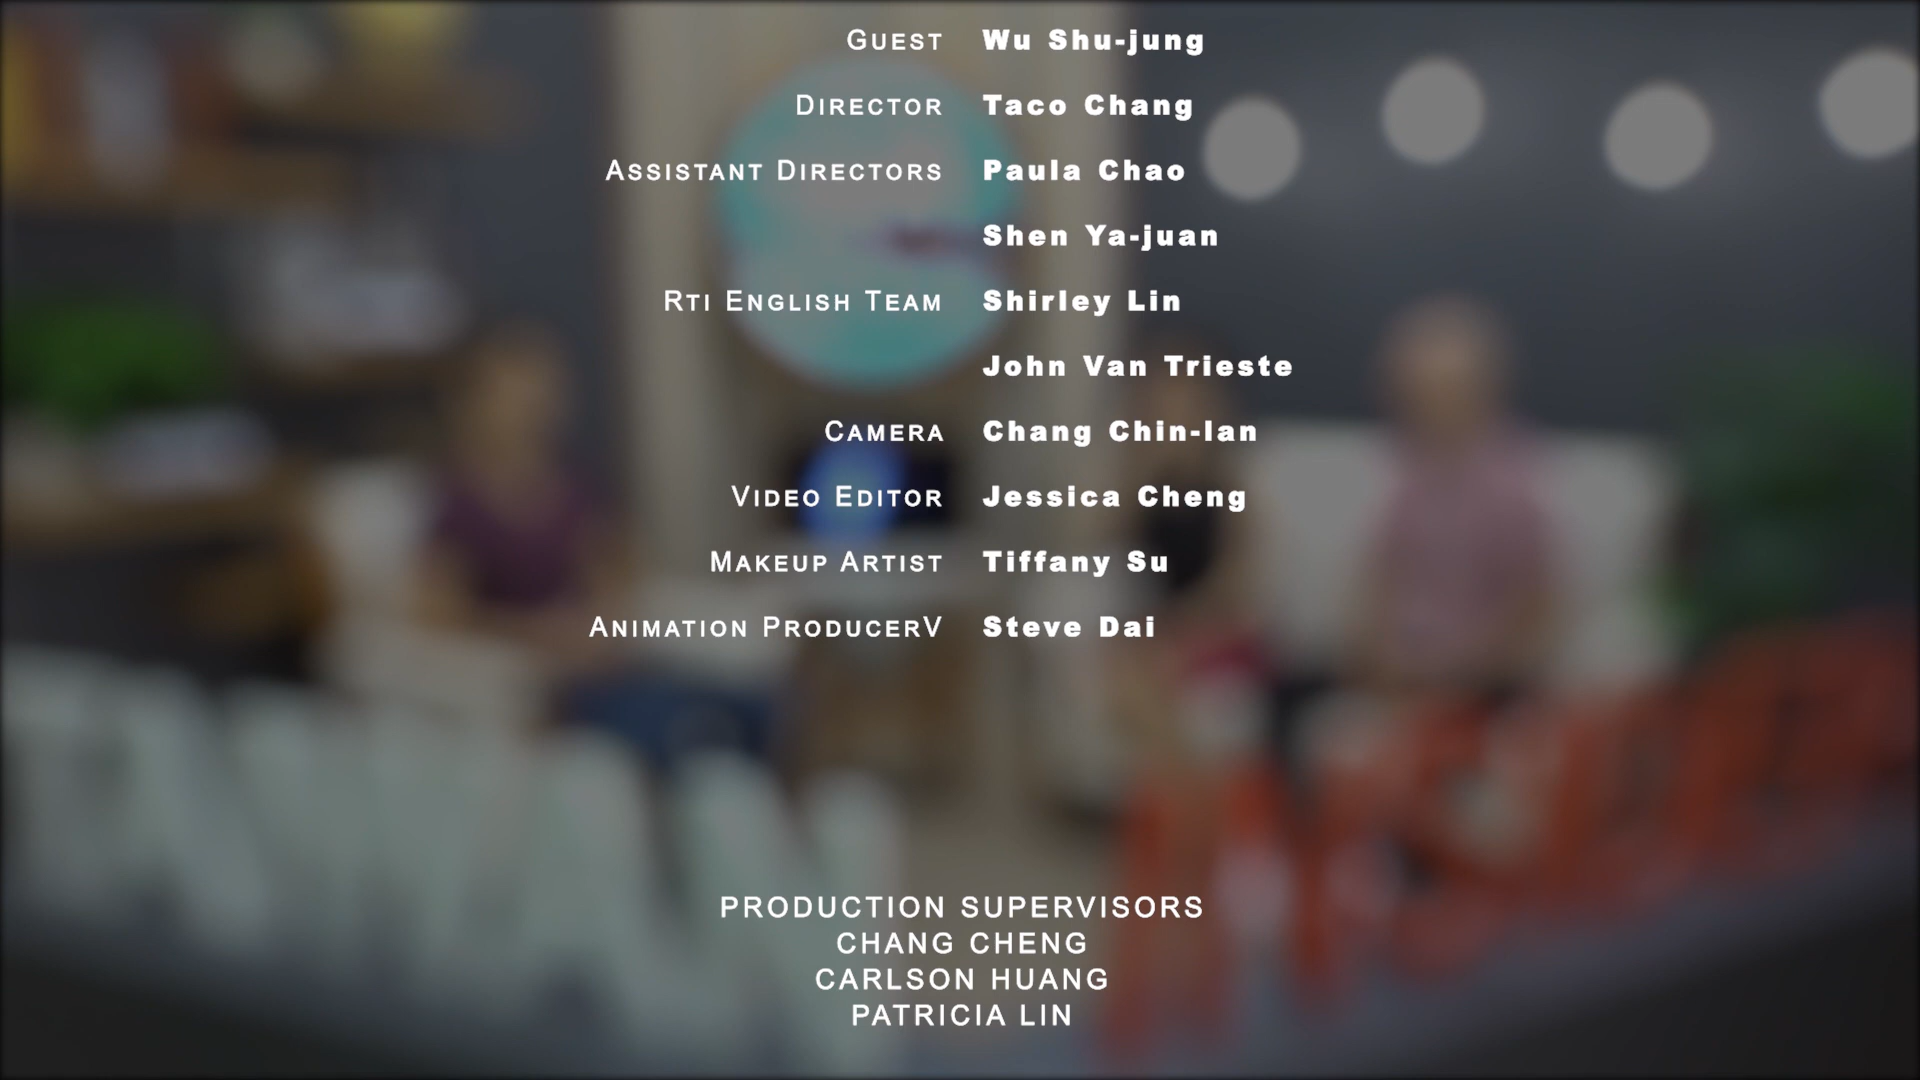 Guest Wu Shu-jung
Director Taco Chang
Assistant Directors Paula Chao
Shen Ya-juan
Rti English Team Shirley Lin
John Van Trieste
Camera Chang Chin-lan
Video Editor Jessica Cheng
Makeup Artist Tiffany Su
Animation ProducerV Steve Dai
PRODUCTION SUPERVISORS
CHANG CHENG
CARLSON HUANG
PATRICIA LIN